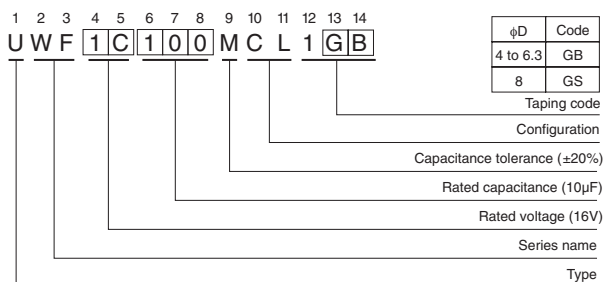 1 2 3 4 5 6 7 8 9 10 11 12 13 14
U W F 1 C 1 0 0 M C L 1 G B
ϕD Code
4 to 6.3 GB
8 GS
Taping code
Configuration
Capacitance tolerance (±20%)
Rated capacitance (10µF)
Rated voltage (16V)
Series name
Type